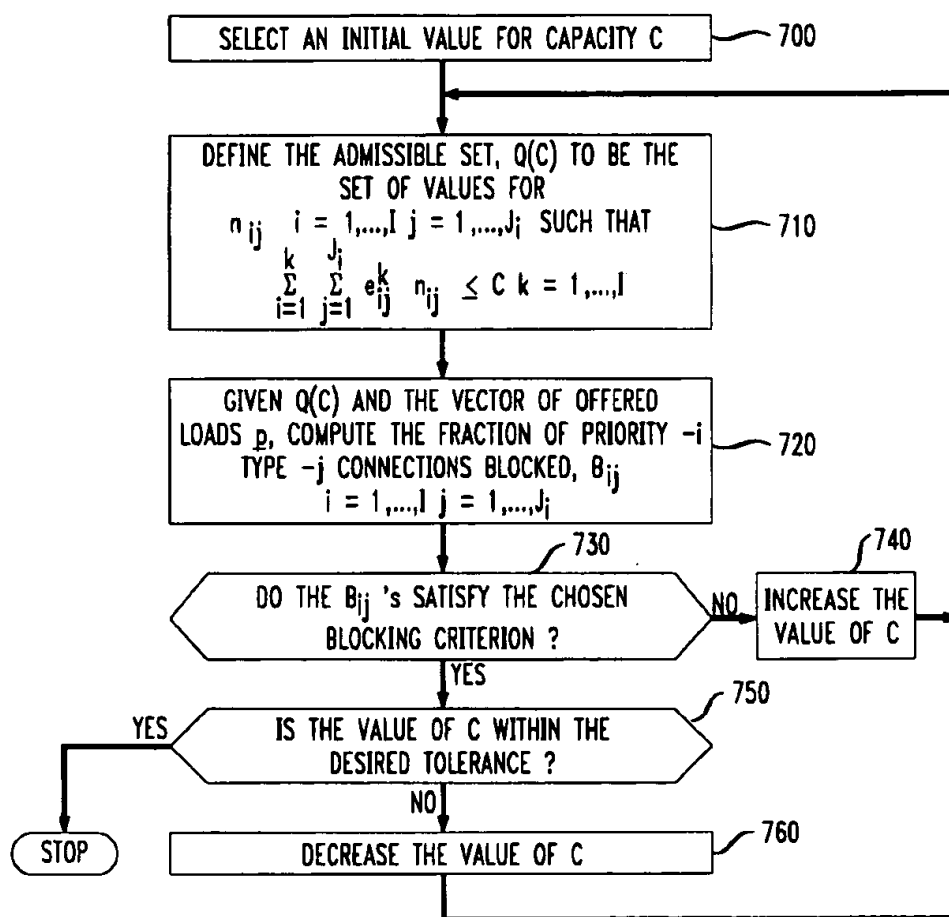 SELECT AN INITIAL VALUE FOR CAPACITY C
700
DEFINE THE ADMISSIBLE SET, Q(C) TO BE THE
SET OF VALUES FOR
n ij i = 1,...,I j = 1,...,Ji SUCH THAT
k Ji
Σ Σ e^k_ij n ij ≤ C k = 1,...,I
i=1 j=1
710
GIVEN Q(C) AND THE VECTOR OF OFFERED
LOADS p, COMPUTE THE FRACTION OF PRIORITY -i
TYPE -j CONNECTIONS BLOCKED, Bij
i = 1,...,I j = 1,...,Ji
720
730
DO THE Bij 's SATISFY THE CHOSEN
BLOCKING CRITERION ?
NO
740
INCREASE THE
VALUE OF C
YES
750
IS THE VALUE OF C WITHIN THE
DESIRED TOLERANCE ?
YES
STOP
NO
760
DECREASE THE VALUE OF C